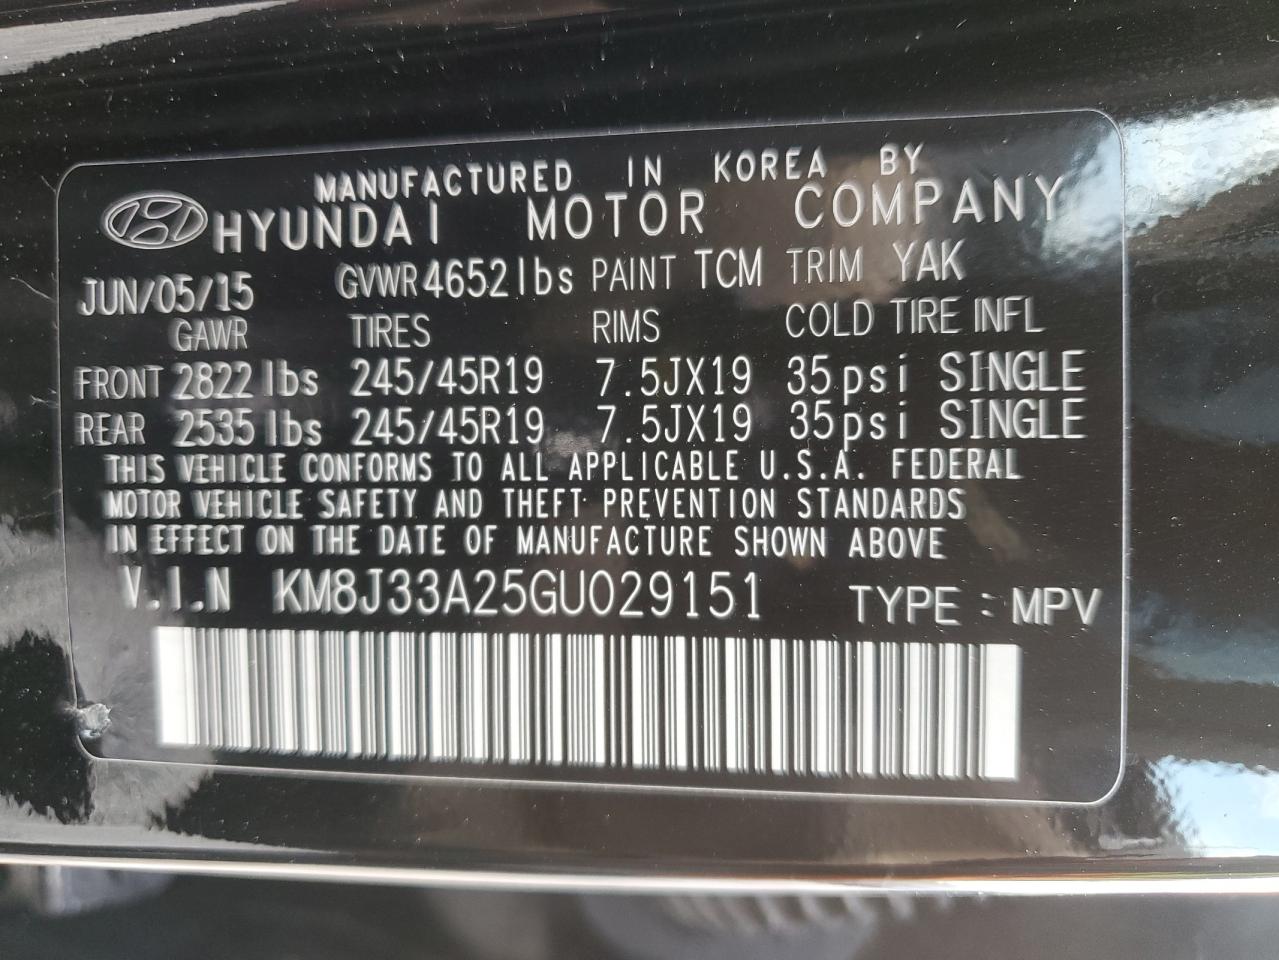 MANUFACTURED IN KOREA BY
HYUNDAI MOTOR COMPANY
JUN/05/15 GVWR 4652lbs PAINT TCM TRIM YAK
GAWR TIRES RIMS COLD TIRE INFL
FRONT 2822lbs 245/45R19 7.5JX19 35psi SINGLE
REAR 2535lbs 245/45R19 7.5JX19 35psi SINGLE
THIS VEHICLE CONFORMS TO ALL APPLICABLE U.S.A. FEDERAL
MOTOR VEHICLE SAFETY AND THEFT PREVENTION STANDARDS
IN EFFECT ON THE DATE OF MANUFACTURE SHOWN ABOVE
V.I.N KM8J33A25GU029151 TYPE : MPV